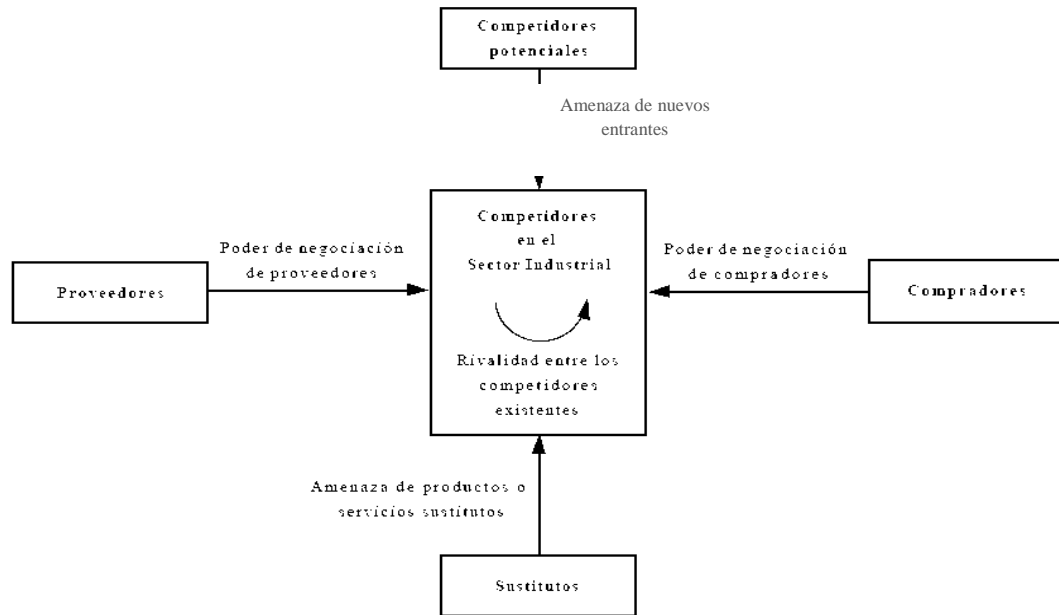 Competidores
potenciales
Amenaza de nuevos
entrantes
Competidores
en el
Sector Industrial
Poder de negociación
de proveedores
Poder de negociación
de compradores
Proveedores
Compradores
Rivalidad entre los
competidores
existentes
Amenaza de productos o
servicios sustitutos
Sustitutos